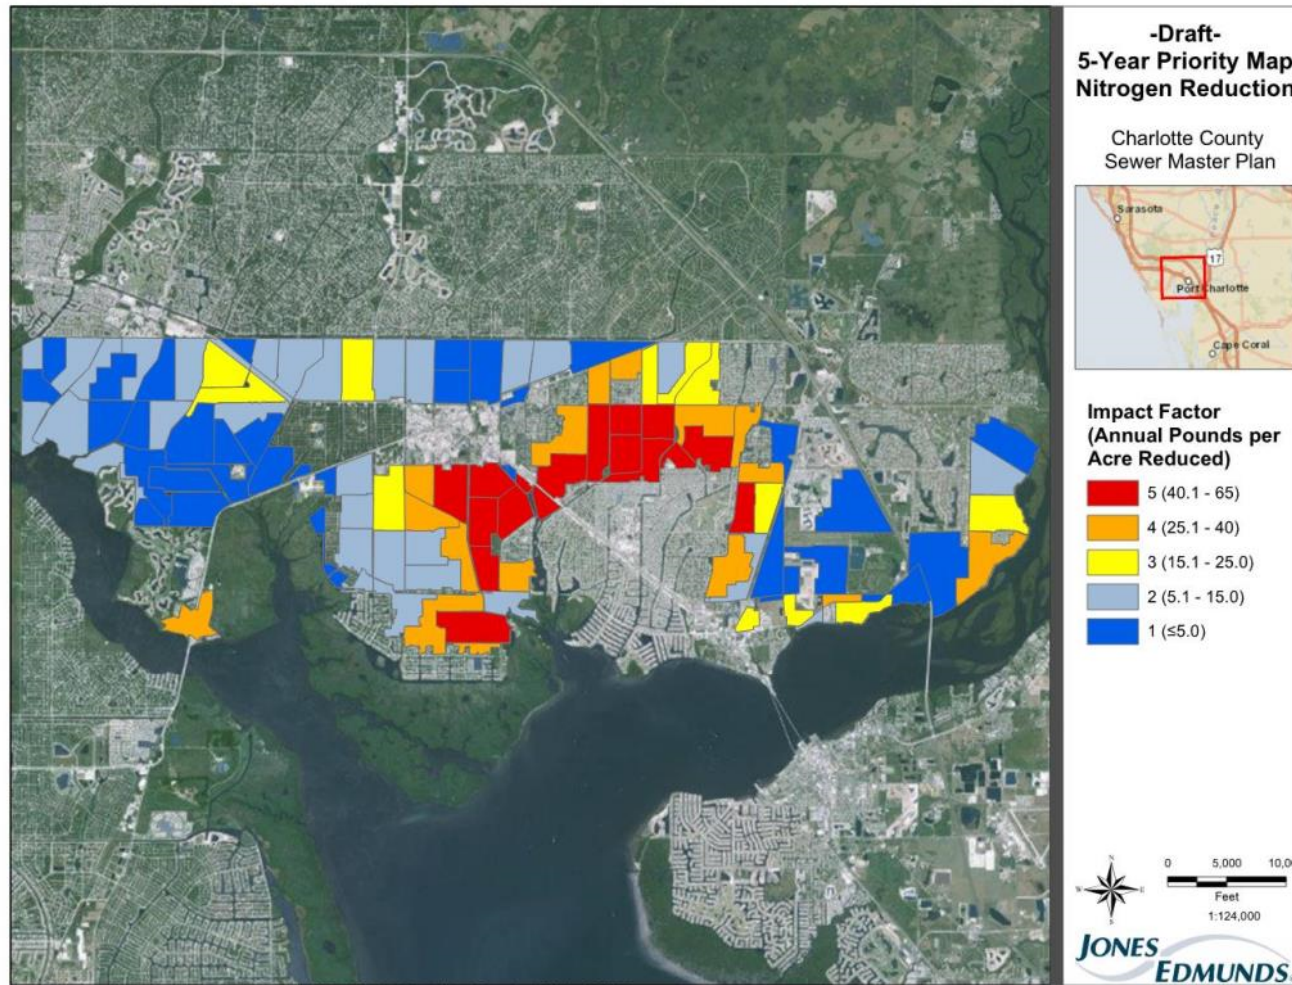 -Draft-
5-Year Priority Map
Nitrogen Reduction
Charlotte County
Sewer Master Plan
Sarasota
17
Port Charlotte
Cape Coral
Impact Factor
(Annual Pounds per
Acre Reduced)
5 (40.1 - 65)
4 (25.1 - 40)
3 (15.1 - 25.0)
2 (5.1 - 15.0)
1 (≤5.0)
N
W E
S
0 5,000 10,00
Feet
1:124,000
JONES
EDMUNDS